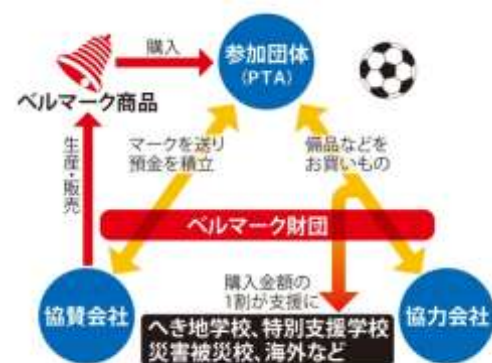 購入
参加団体
(PTA)
ベルマーク商品
生産・販売
マークを送り
預金を積立
備品などを
お買いもの
ベルマーク財団
購入金額の
1割が支援に
協賛会社
へき地学校、特別支援学校
災害被災校、海外など
協力会社